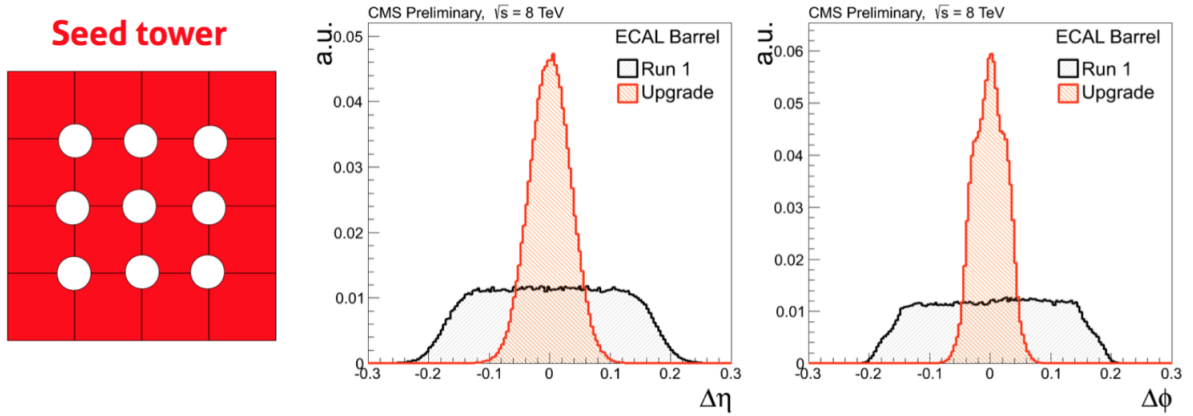 Seed tower
CMS Preliminary, √s = 8 TeV
a.u.
0.05
0.04
0.03
0.02
0.01
0
ECAL Barrel
Run 1
Upgrade
-0.3 -0.2 -0.1 0 0.1 0.2 0.3
Δη
CMS Preliminary, √s = 8 TeV
a.u.
0.06
0.05
0.04
0.03
0.02
0.01
0
ECAL Barrel
Run 1
Upgrade
-0.3 -0.2 -0.1 0 0.1 0.2 0.3
Δϕ